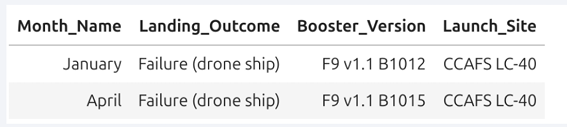 Month_Name Landing_Outcome Booster_Version Launch_Site
January Failure (drone ship) F9 v1.1 B1012 CCAFS LC-40
April Failure (drone ship) F9 v1.1 B1015 CCAFS LC-40